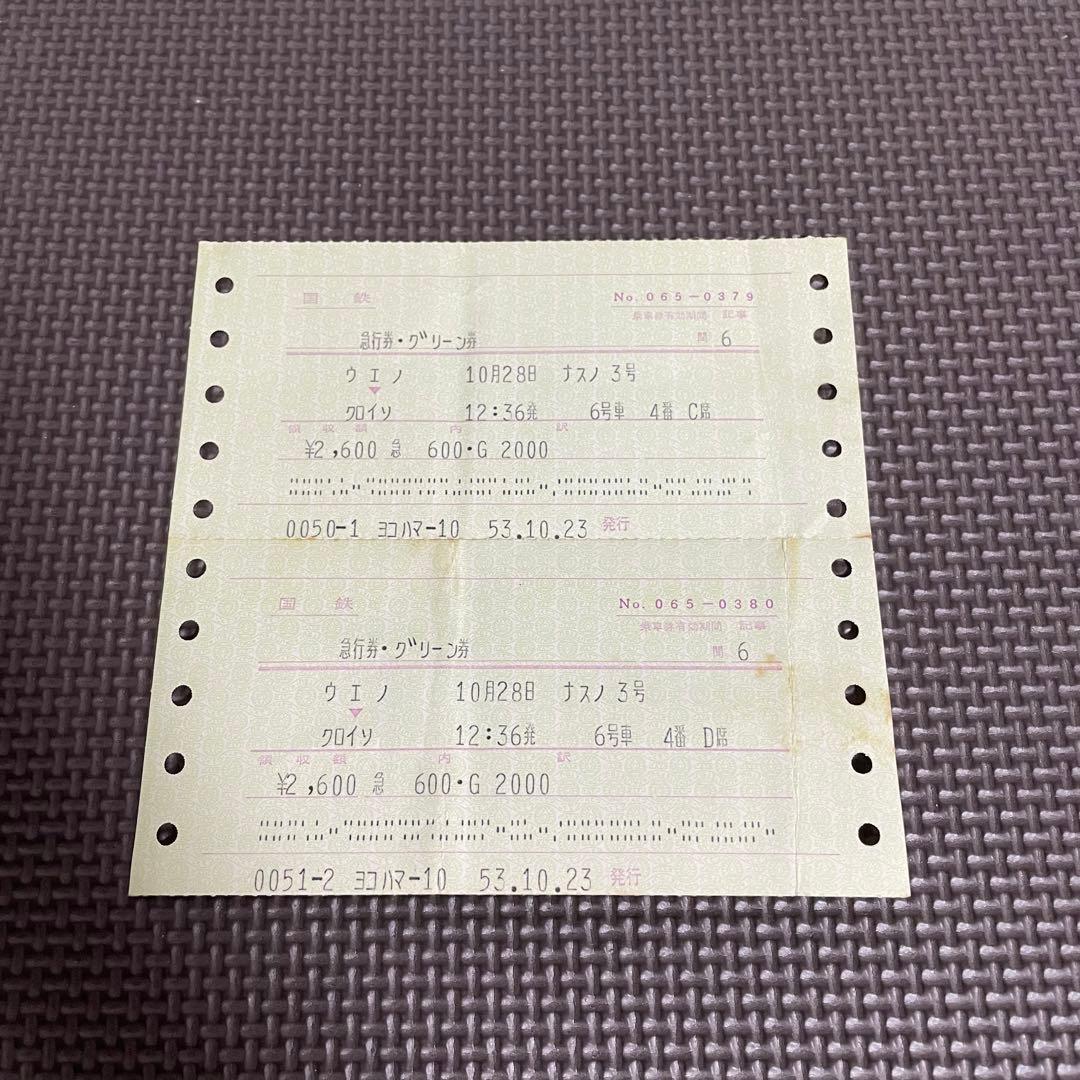 国鉄 No. 065-0379
乗車券有効期間 記事
急行券・グリーン券 間 6
ウエノ 10月28日 ナスノ 3号
クロイソ 12:36発 6号車 4番 C席
領収額 内訳
¥2,600 急 600・G 2000
0050-1 ヨコハマ-10 53.10.23 発行
国鉄 No. 065-0380
乗車券有効期間 記事
急行券・グリーン券 間 6
ウエノ 10月28日 ナスノ 3号
クロイソ 12:36発 6号車 4番 D席
領収額 内訳
¥2,600 急 600・G 2000
0051-2 ヨコハマ-10 53.10.23 発行